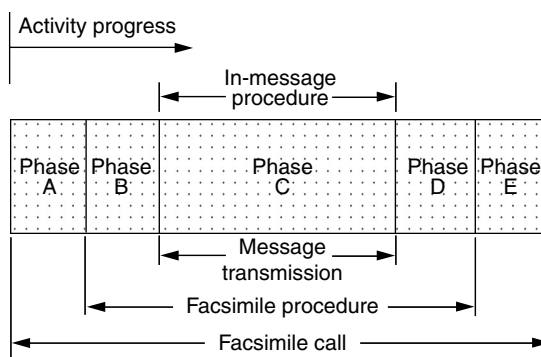 Activity progress
In-message
procedure
Phase
A
Phase
B
Phase
C
Phase
D
Phase
E
Message
transmission
Facsimile procedure
Facsimile call